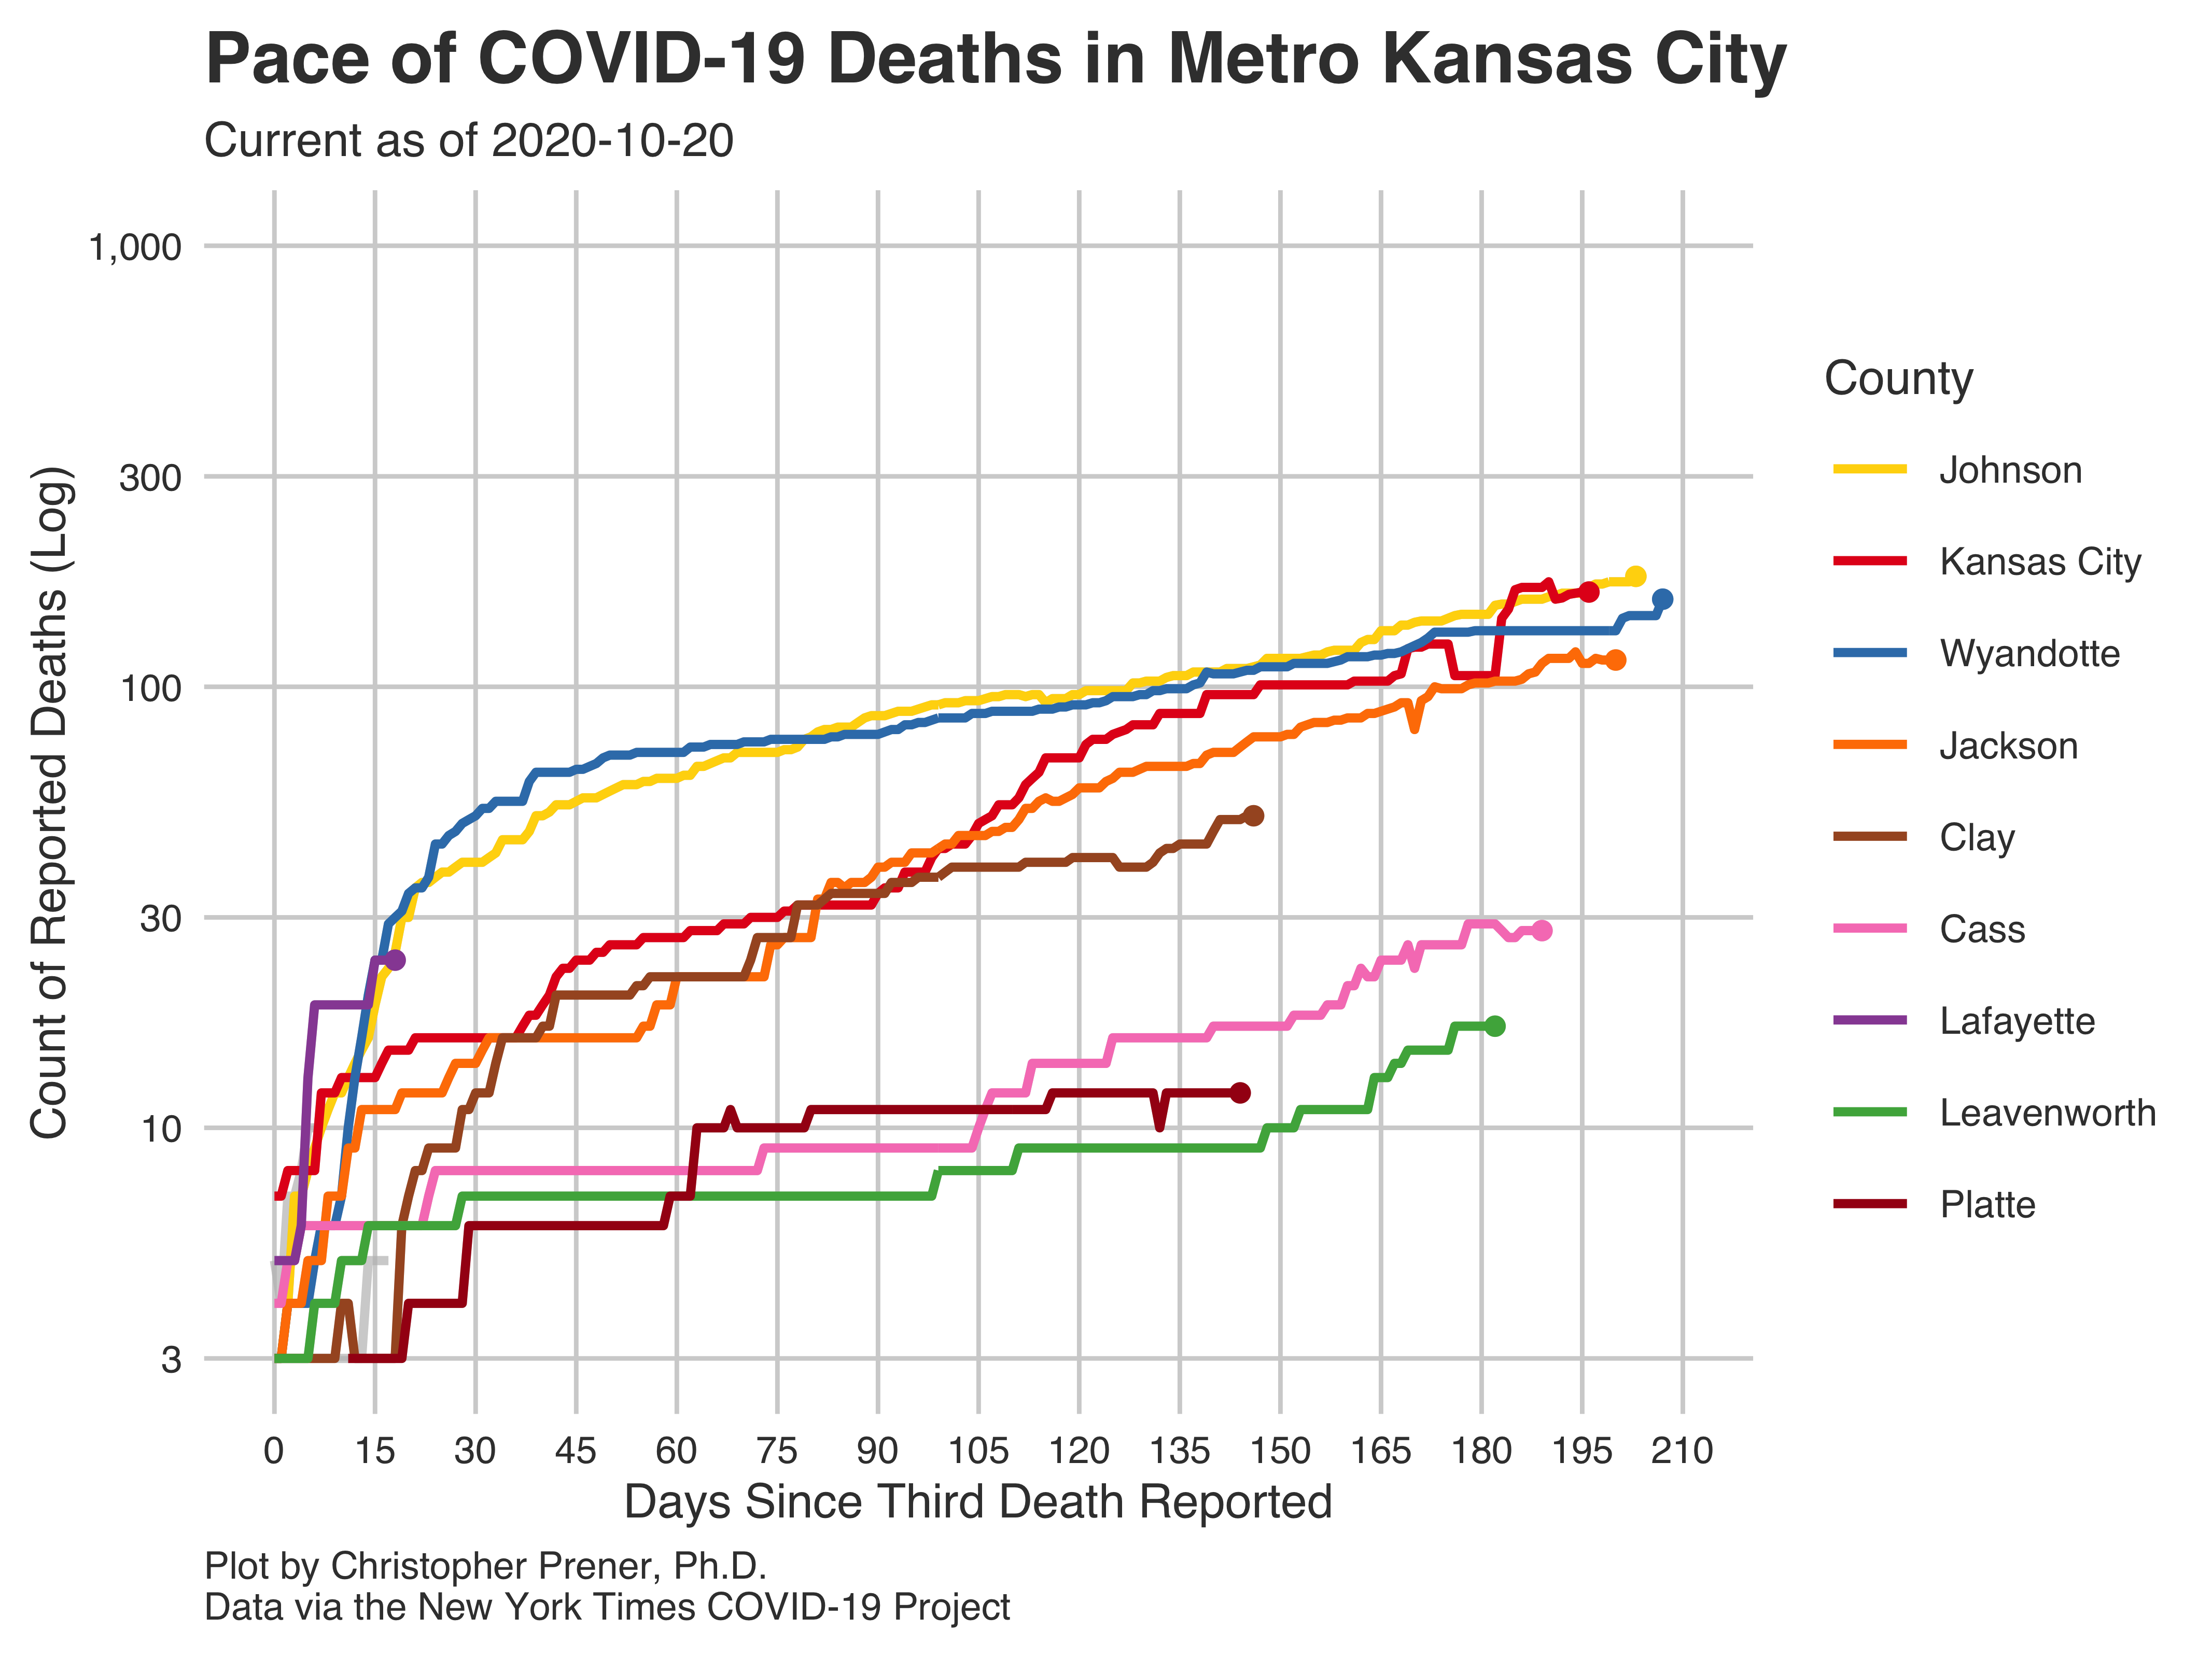 Pace of COVID-19 Deaths in Metro Kansas City
Current as of 2020-10-20
Count of Reported Deaths (Log)
1,000
300
100
30
10
3
0 15 30 45 60 75 90 105 120 135 150 165 180 195 210
Days Since Third Death Reported
County
Johnson
Kansas City
Wyandotte
Jackson
Clay
Cass
Lafayette
Leavenworth
Platte
Plot by Christopher Prener, Ph.D.
Data via the New York Times COVID-19 Project